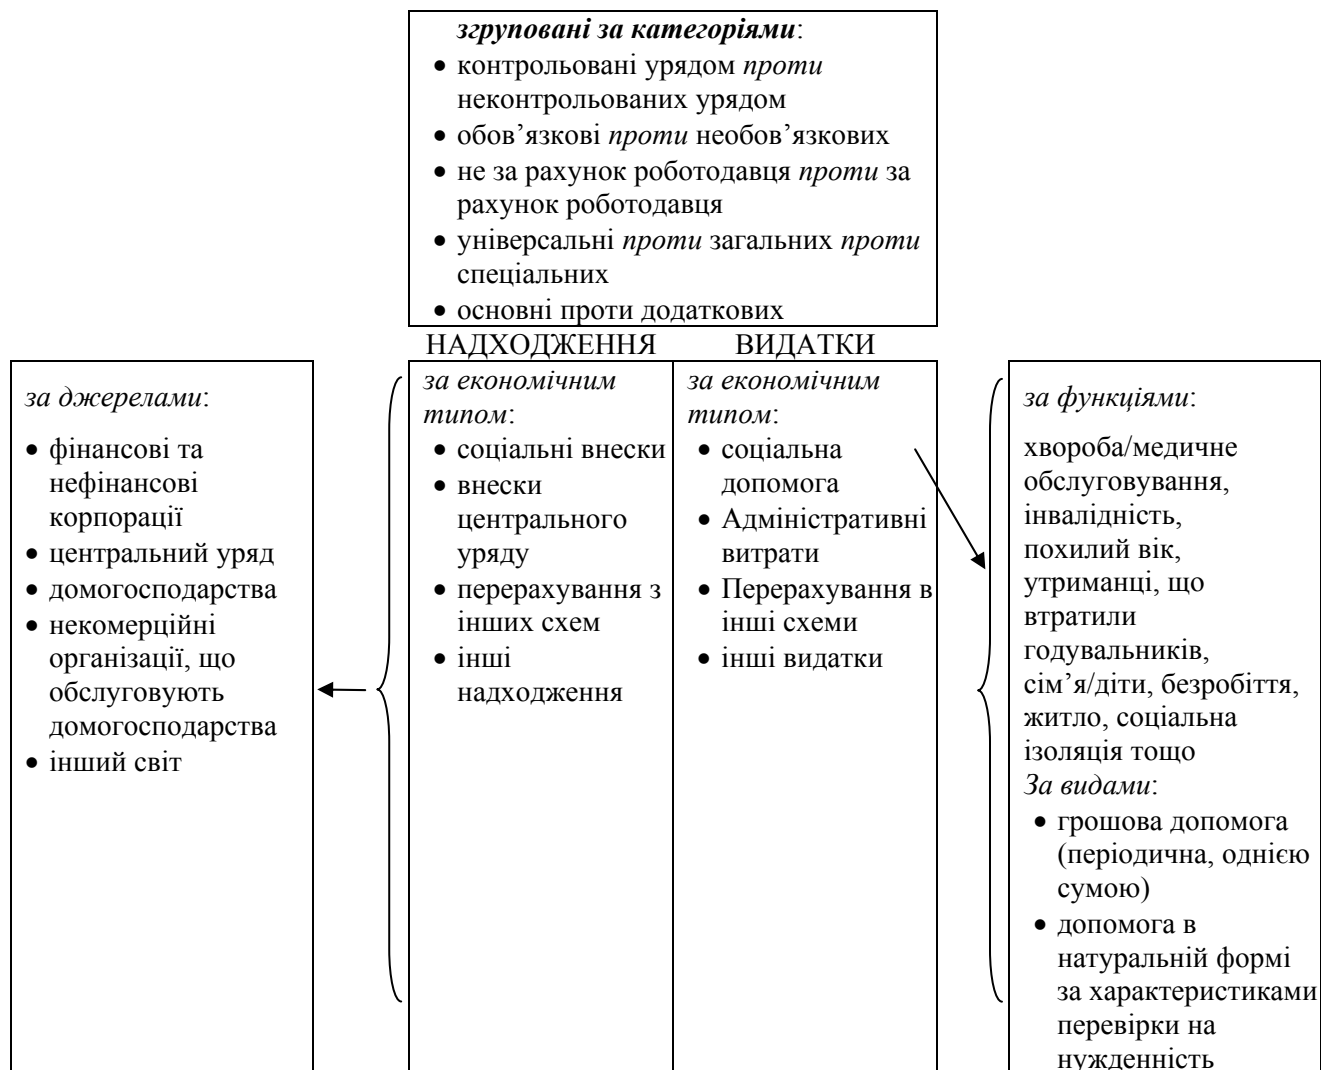 згруповані за категоріями:
• контрольовані урядом проти
неконтрольованих урядом
• обов’язкові проти необов’язкових
• не за рахунок роботодавця проти за
рахунок роботодавця
• універсальні проти загальних проти
спеціальних
• основні проти додаткових
НАДХОДЖЕННЯ
ВИДАТКИ
за джерелами:
• фінансові та
нефінансові
корпорації
• центральний уряд
• домогосподарства
• некомерційні
організації, що
обслуговують
домогосподарства
• інший світ
за економічним
типом:
• соціальні внески
• внески
центрального
уряду
• перерахування з
інших схем
• інші
надходження
за економічним
типом:
• соціальна
допомога
• Адміністративні
витрати
• Перерахування в
інші схеми
• інші видатки
за функціями:
хвороба/медичне
обслуговування,
інвалідність,
похилий вік,
утриманці, що
втратили
годувальників,
сім’я/діти, безробіття,
житло, соціальна
ізоляція тощо
За видами:
• грошова допомога
(періодична, однією
сумою)
• допомога в
натуральній формі
за характеристиками
перевірки на
нужденність